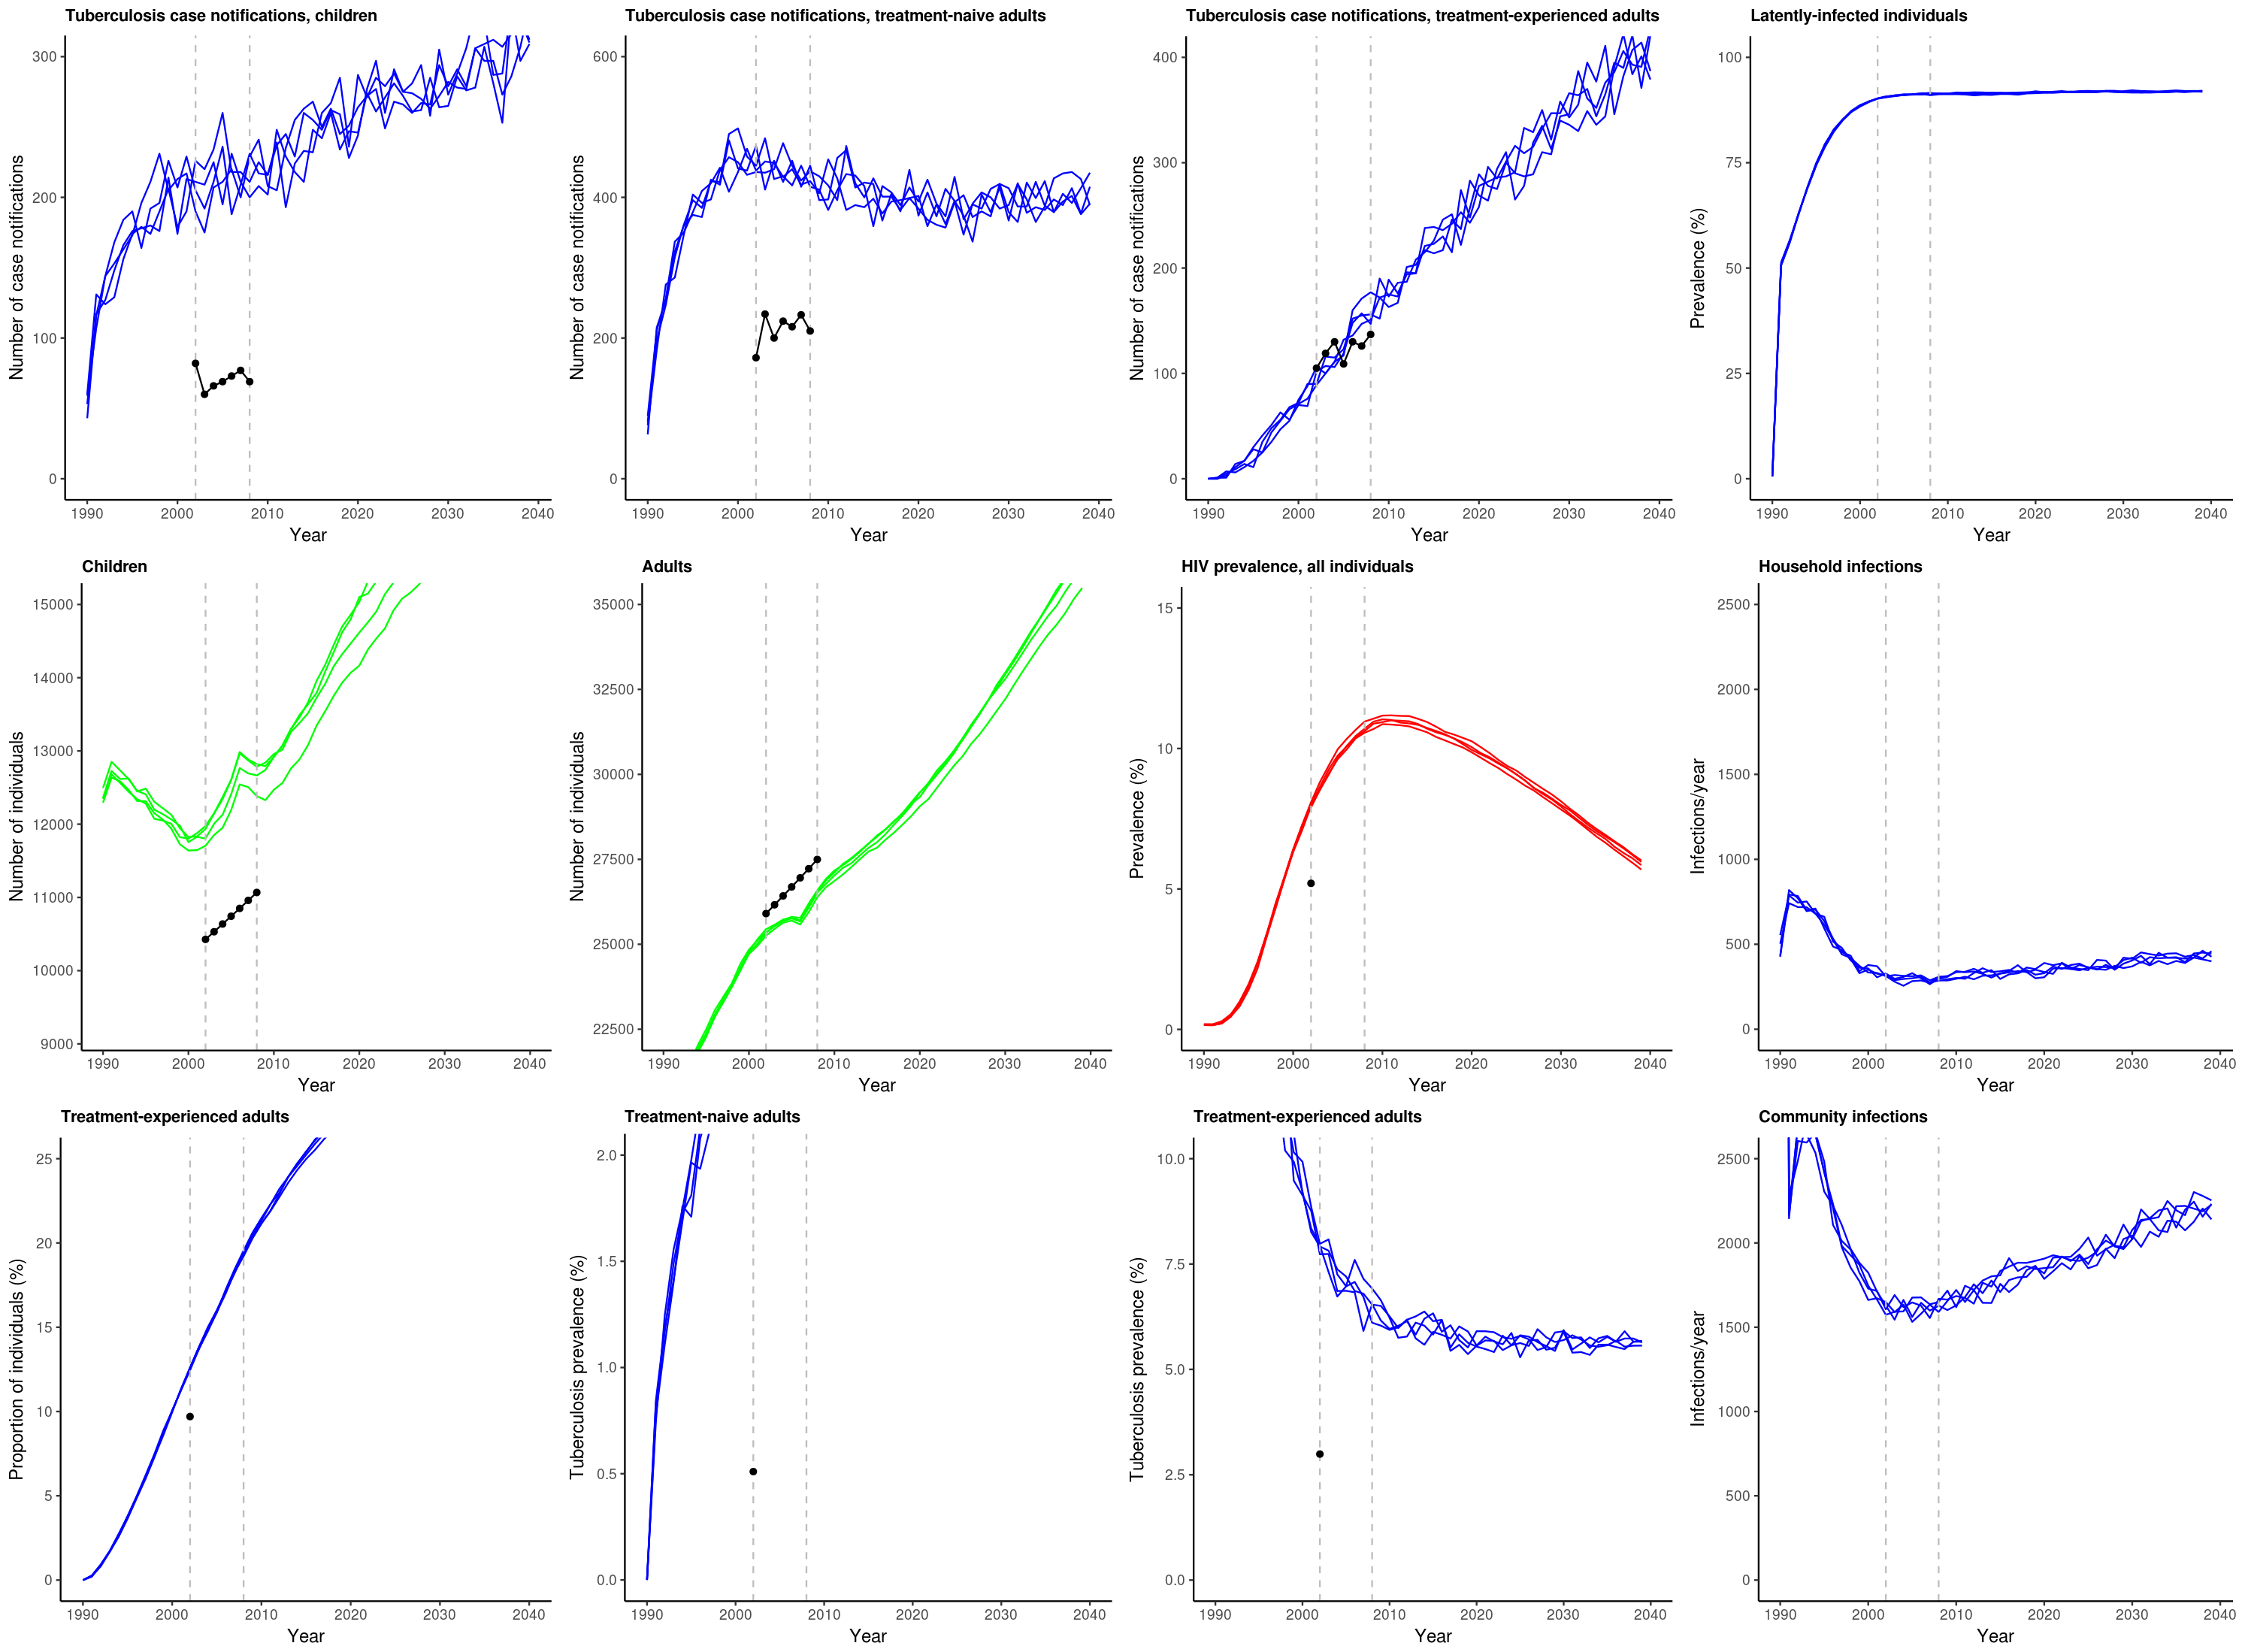 Tuberculosis case notifications, children
Number of case notifications
300
200
100
0
1990 2000 2010 2020 2030 2040
Year
Tuberculosis case notifications, treatment-naive adults
Number of case notifications
600
400
200
0
1990 2000 2010 2020 2030 2040
Year
Tuberculosis case notifications, treatment-experienced adults
Number of case notifications
400
300
200
100
0
1990 2000 2010 2020 2030 2040
Year
Latently-infected individuals
Prevalence (%)
100
75
50
25
0
1990 2000 2010 2020 2030 2040
Year
Children
Number of individuals
15000
14000
13000
12000
11000
10000
9000
1990 2000 2010 2020 2030 2040
Year
Adults
Number of individuals
35000
32500
30000
27500
25000
22500
1990 2000 2010 2020 2030 2040
Year
HIV prevalence, all individuals
Prevalence (%)
15
10
5
0
1990 2000 2010 2020 2030 2040
Year
Household infections
Infections/year
2500
2000
1500
1000
500
0
1990 2000 2010 2020 2030 2040
Year
Treatment-experienced adults
Proportion of individuals (%)
25
20
15
10
5
0
1990 2000 2010 2020 2030 2040
Year
Treatment-naive adults
Tuberculosis prevalence (%)
2.0
1.5
1.0
0.5
0.0
1990 2000 2010 2020 2030 2040
Year
Treatment-experienced adults
Tuberculosis prevalence (%)
10.0
7.5
5.0
2.5
0.0
1990 2000 2010 2020 2030 2040
Year
Community infections
Infections/year
2500
2000
1500
1000
500
0
1990 2000 2010 2020 2030 2040
Year